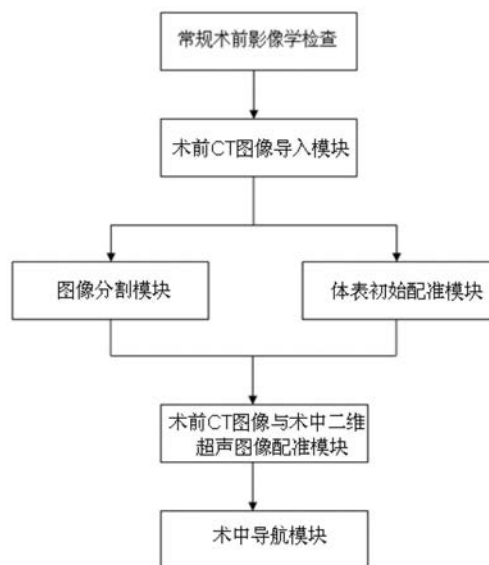 常规术前影像学检查
术前CT图像导入模块
图像分割模块
体表初始配准模块
术前CT图像与术中二维
超声图像配准模块
术中导航模块